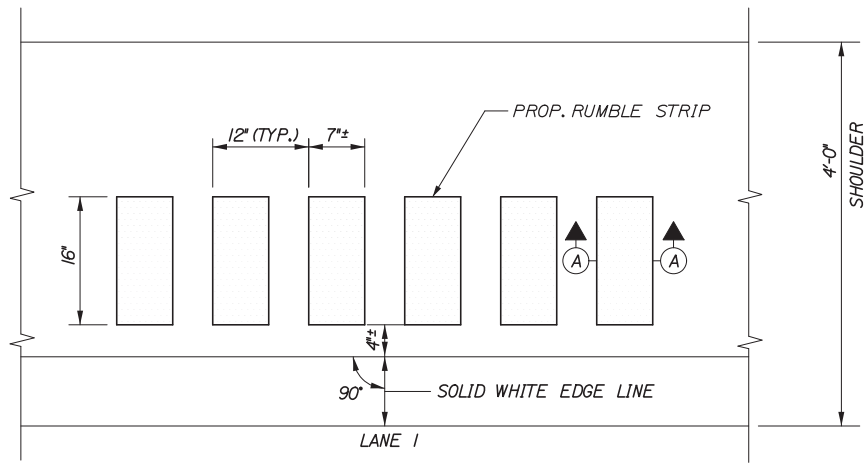 PROP. RUMBLE STRIP
12" (TYP.)
7"±
4'-0"
SHOULDER
16"
A
A
4"±
90°
SOLID WHITE EDGE LINE
LANE 1